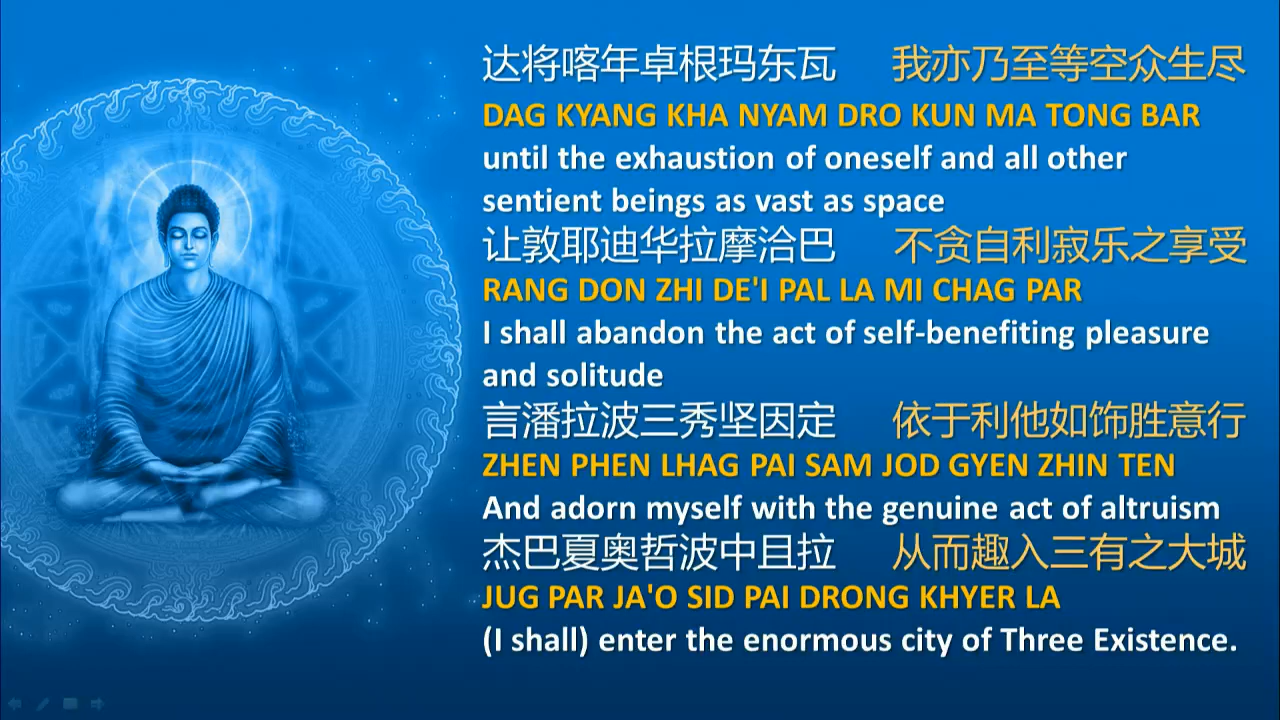 达将喀年卓根玛东瓦 我亦乃至等空众生尽
DAG KYANG KHA NYAM DRO KUN MA TONG BAR
until the exhaustion of oneself and all other
sentient beings as vast as space
让敦耶迪华拉摩洽巴 不贪自利寂乐之享受
RANG DON ZHI DE'I PAL LA MI CHAG PAR
I shall abandon the act of self-benefiting pleasure
and solitude
言潘拉波三秀坚因定 依于利他如饰胜意行
ZHEN PHEN LHAG PAI SAM JOD GYEN ZHIN TEN
And adorn myself with the genuine act of altruism
杰巴夏奥哲波中且拉 从而趣入三有之大城
JUG PAR JA'O SID PAI DRONG KHYER LA
(I shall) enter the enormous city of Three Existence.